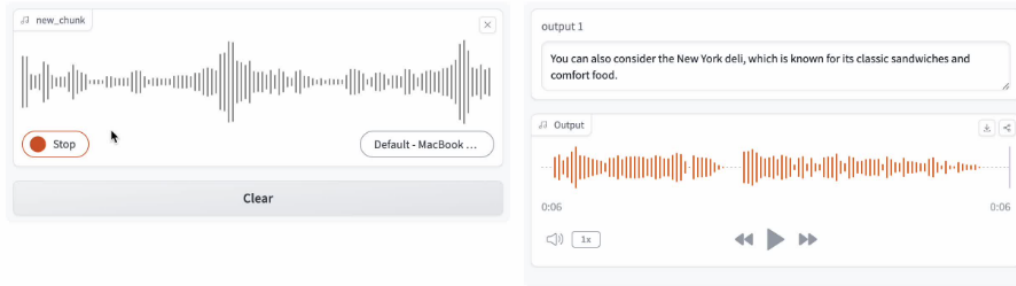 new_chunk
Stop
Default - MacBook ...
Clear
output 1
You can also consider the New York deli, which is known for its classic sandwiches and
comfort food.
Output
0:06
0:06
1x